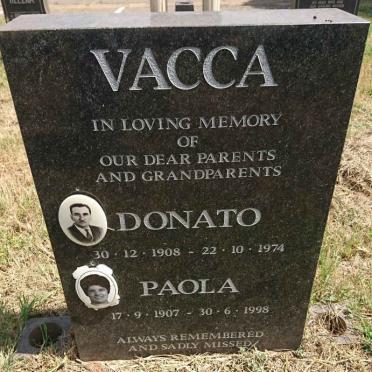 HELENA
VACCA
IN LOVING MEMORY
OF
OUR DEAR PARENTS
AND GRANDPARENTS
DONATO
30 · 12 · 1908 - 22 · 10 · 1974
PAOLA
17 · 9 · 1907 - 30 · 6 · 1998
ALWAYS REMEMBERED
AND SADLY MISSED